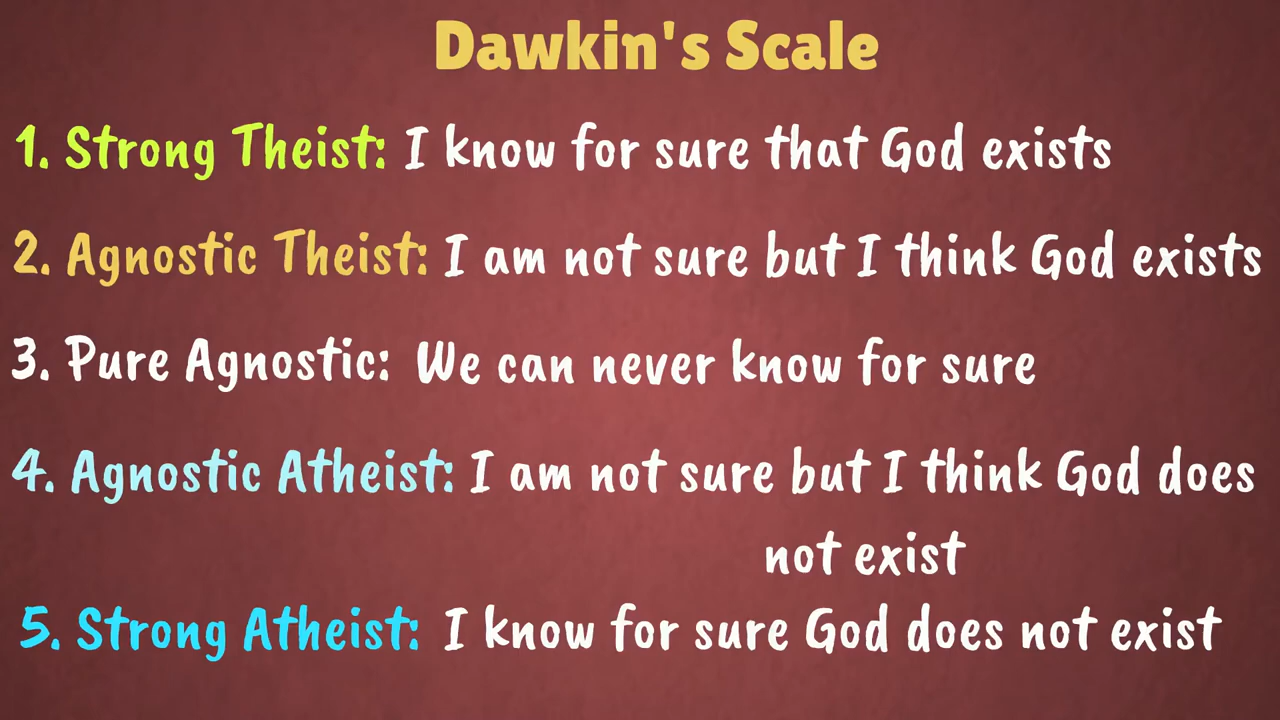 Dawkin's Scale
1. Strong Theist: I know for sure that God exists
2. Agnostic Theist: I am not sure but I think God exists
3. Pure Agnostic: We can never know for sure
4. Agnostic Atheist: I am not sure but I think God does
not exist
5. Strong Atheist: I know for sure God does not exist